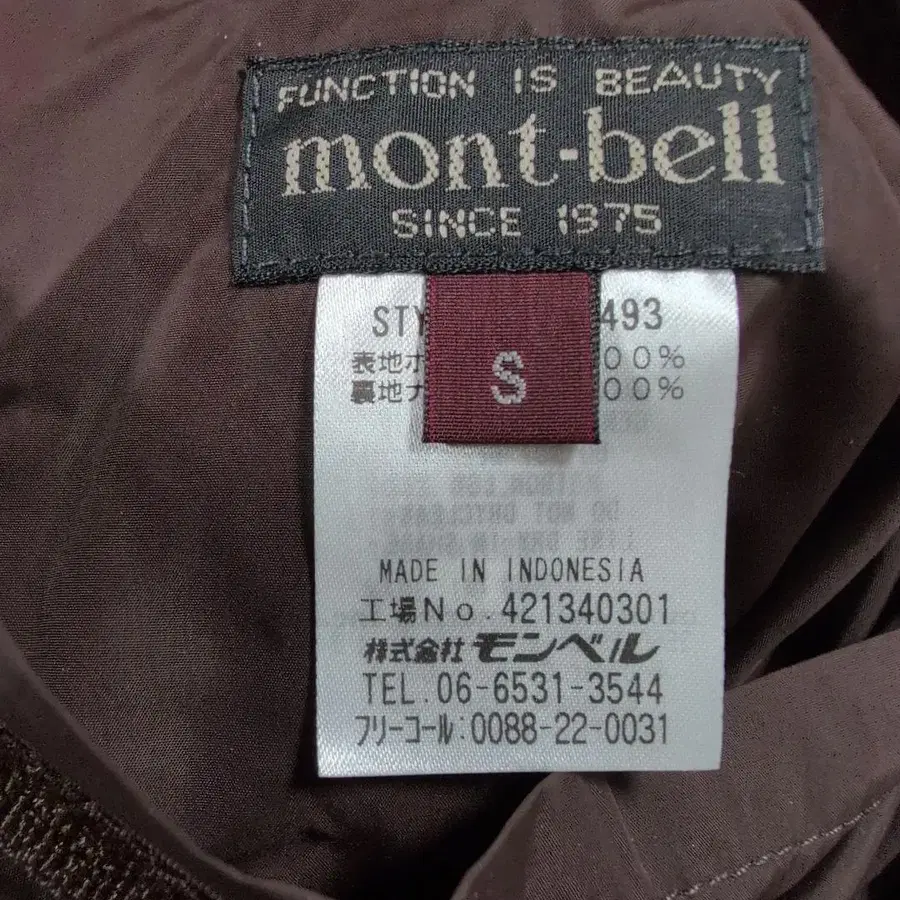 FUNCTION IS BEAUTY
mont-bell
SINCE 1975
S
STY 493
表地ポ 00%
裏地ナ 00%
MADE IN INDONESIA
工場No.421340301
株式会社モンベル
TEL.06-6531-3544
フリーコール:0088-22-0031